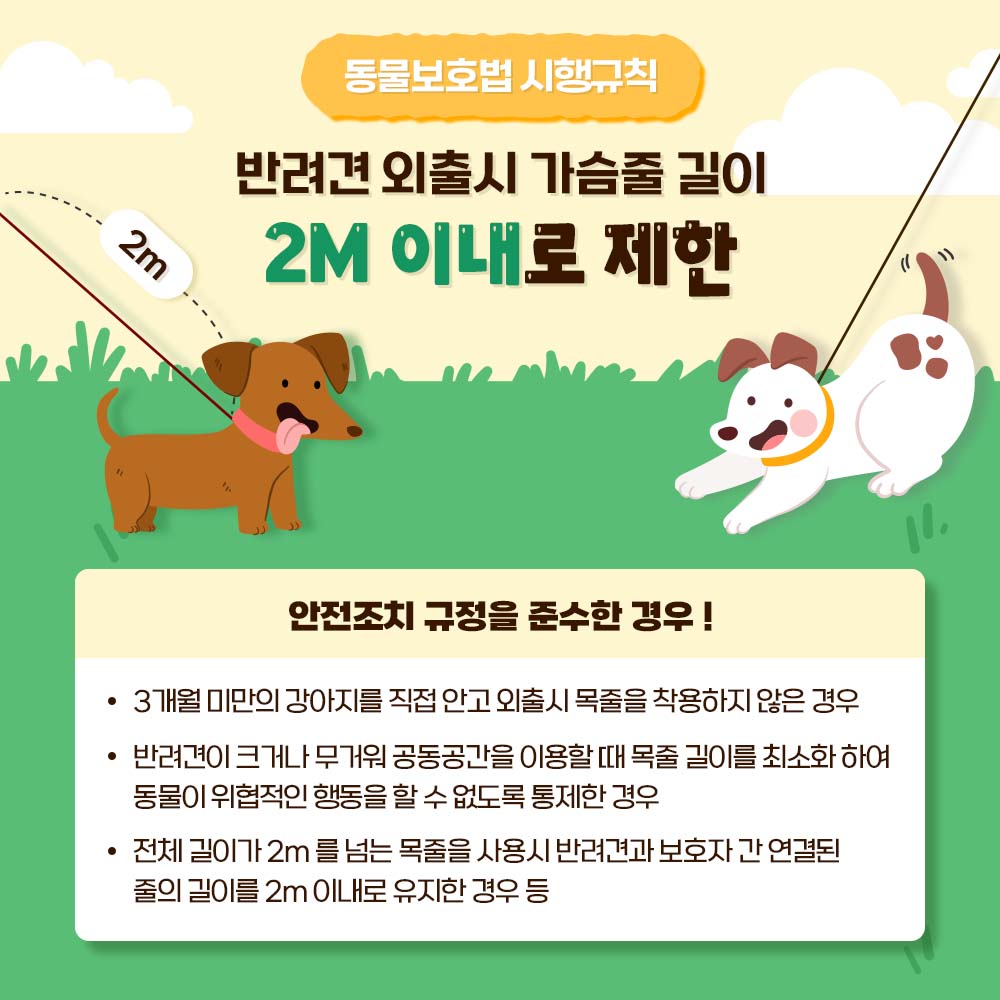 동물보호법 시행규칙
반려견 외출시 가슴줄 길이
2M 이내로 제한
2m
안전조치 규정을 준수한 경우 !
• 3개월 미만의 강아지를 직접 안고 외출시 목줄을 착용하지 않은 경우
• 반려견이 크거나 무거워 공동공간을 이용할 때 목줄 길이를 최소화 하여
동물이 위협적인 행동을 할 수 없도록 통제한 경우
• 전체 길이가 2m 를 넘는 목줄을 사용시 반려견과 보호자 간 연결된
줄의 길이를 2m 이내로 유지한 경우 등